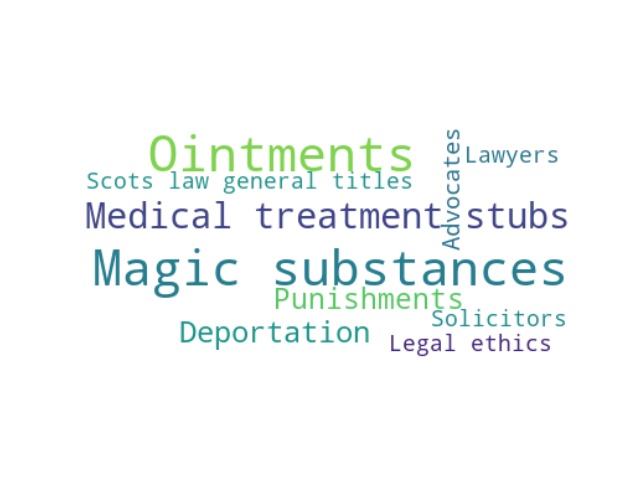 Ointments
Advocates
Lawyers
Scots law general titles
Medical treatment stubs
Magic substances
Punishments
Solicitors
Deportation
Legal ethics